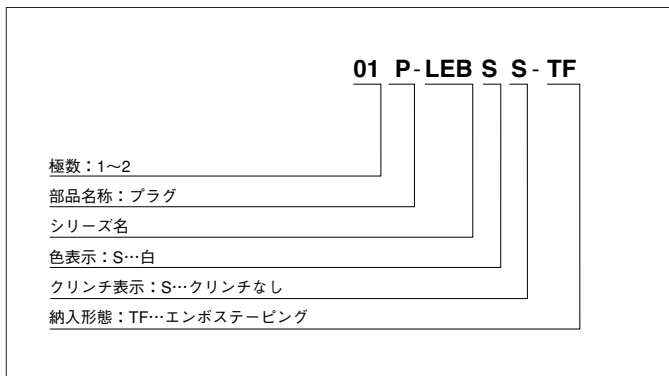 01 P-LEB S S-TF
極数：1～2
部品名称：プラグ
シリーズ名
色表示：S…白
クリンチ表示：S…クリンチなし
納入形態：TF…エンボステーピング